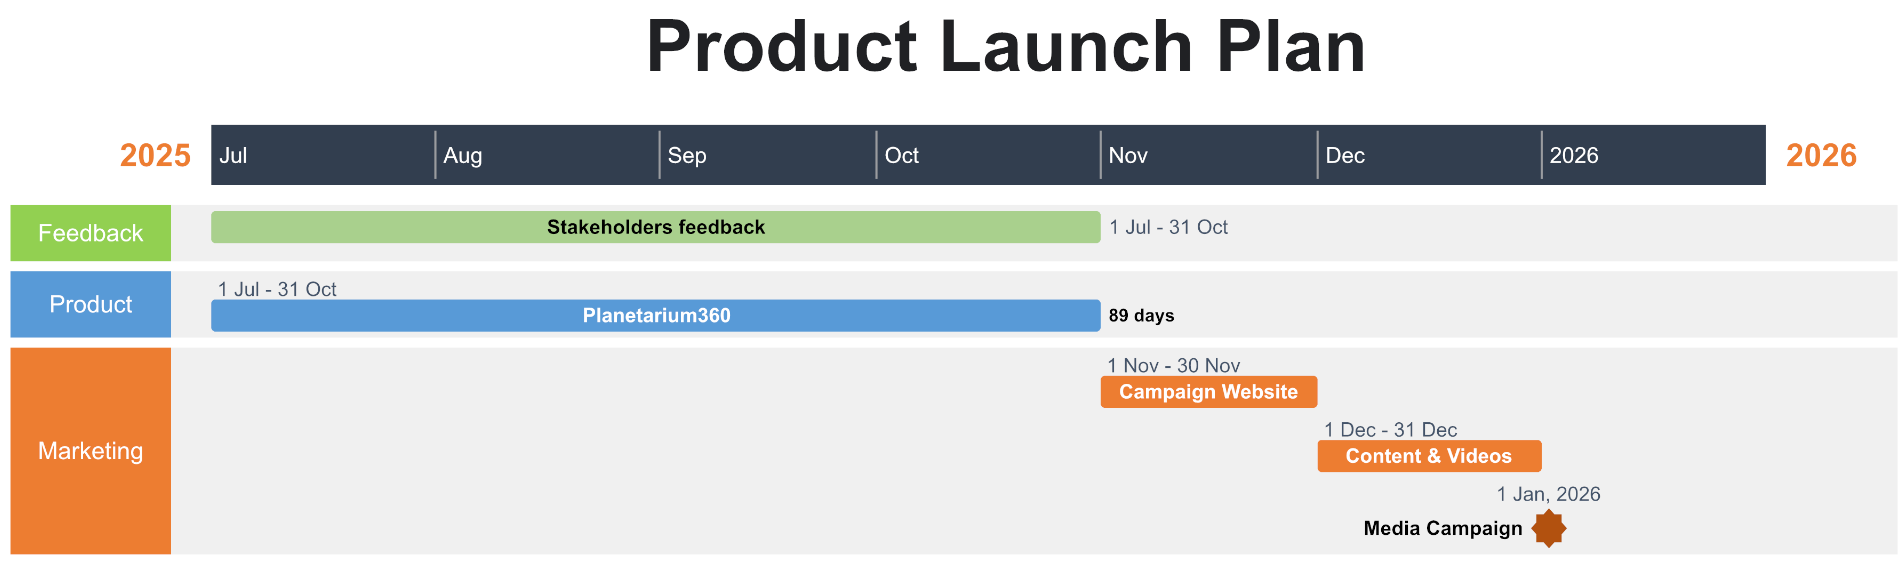 Product Launch Plan
2025 Jul Aug Sep Oct Nov Dec 2026 2026
Feedback
Stakeholders feedback 1 Jul - 31 Oct
Product
1 Jul - 31 Oct
Planetarium360 89 days
Marketing
1 Nov - 30 Nov
Campaign Website
1 Dec - 31 Dec
Content & Videos
1 Jan, 2026
Media Campaign